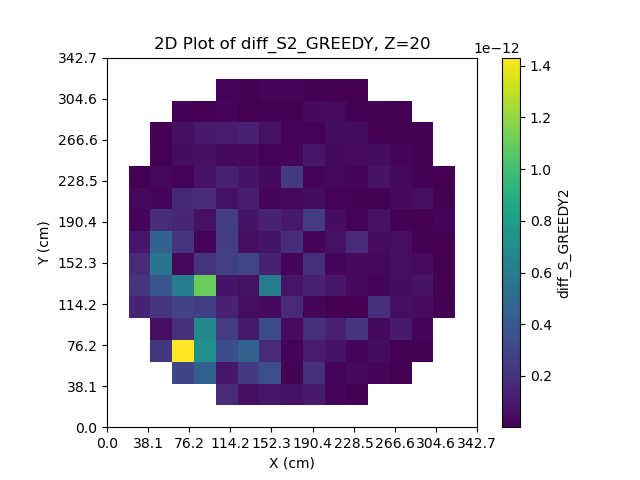 2D Plot of diff_S2_GREEDY, Z=20
1e−12
342.7
304.6
266.6
228.5
190.4
152.3
114.2
76.2
38.1
0.0
Y (cm)
0.0 38.1 76.2 114.2 152.3 190.4 228.5 266.6 304.6 342.7
X (cm)
1.4
1.2
1.0
0.8
0.6
0.4
0.2
diff_S_GREEDY2